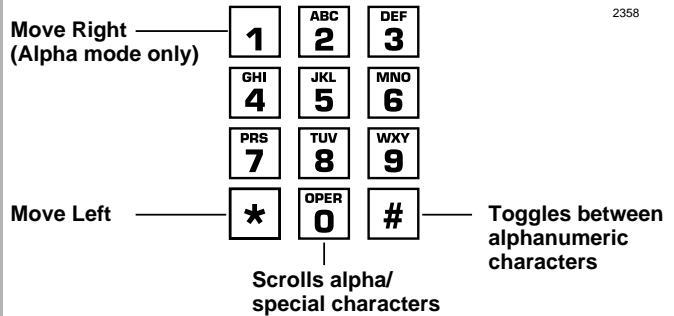 2358
Move Right
(Alpha mode only)
1
ABC
2
DEF
3
GHI
4
JKL
5
MNO
6
PRS
7
TUV
8
WXY
9
Move Left
*
OPER
0
#
Toggles between
alphanumeric
characters
Scrolls alpha/
special characters